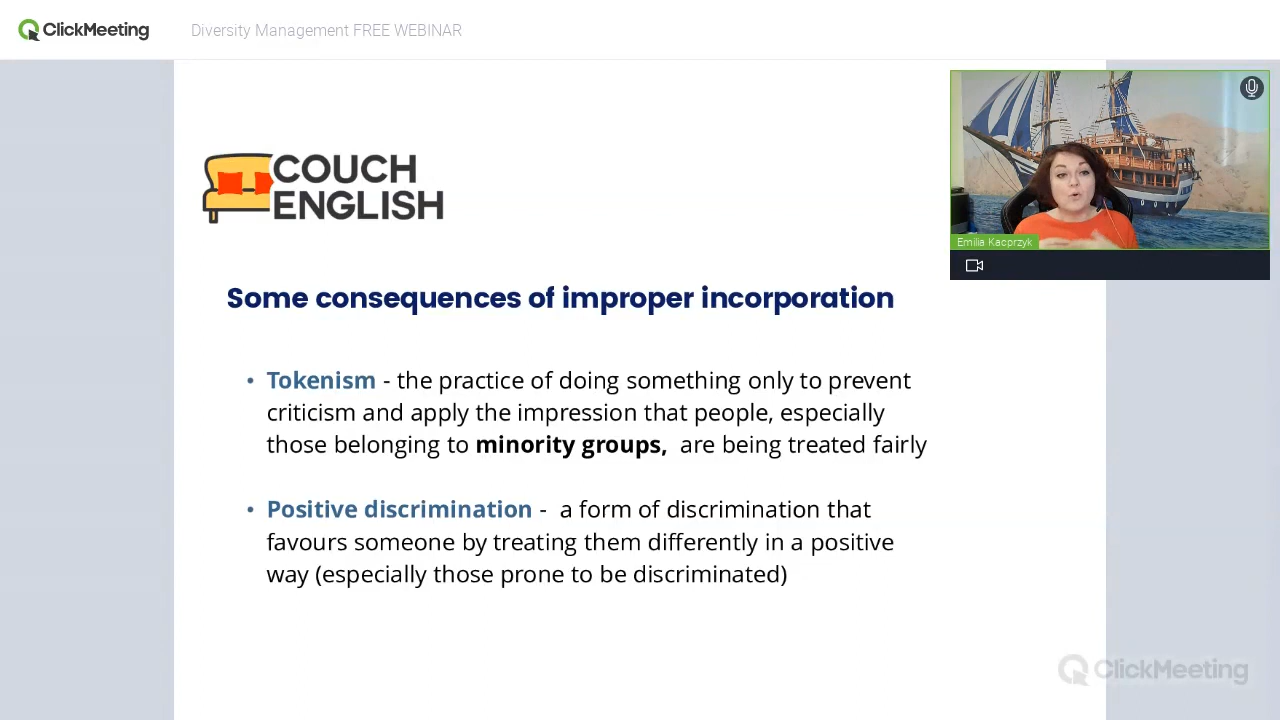 ClickMeeting
Diversity Management FREE WEBINAR
COUCH
ENGLISH
Emilia Kacprzyk
Some consequences of improper incorporation
• Tokenism - the practice of doing something only to prevent
criticism and apply the impression that people, especially
those belonging to minority groups,  are being treated fairly
• Positive discrimination -  a form of discrimination that
favours someone by treating them differently in a positive
way (especially those prone to be discriminated)
ClickMeeting